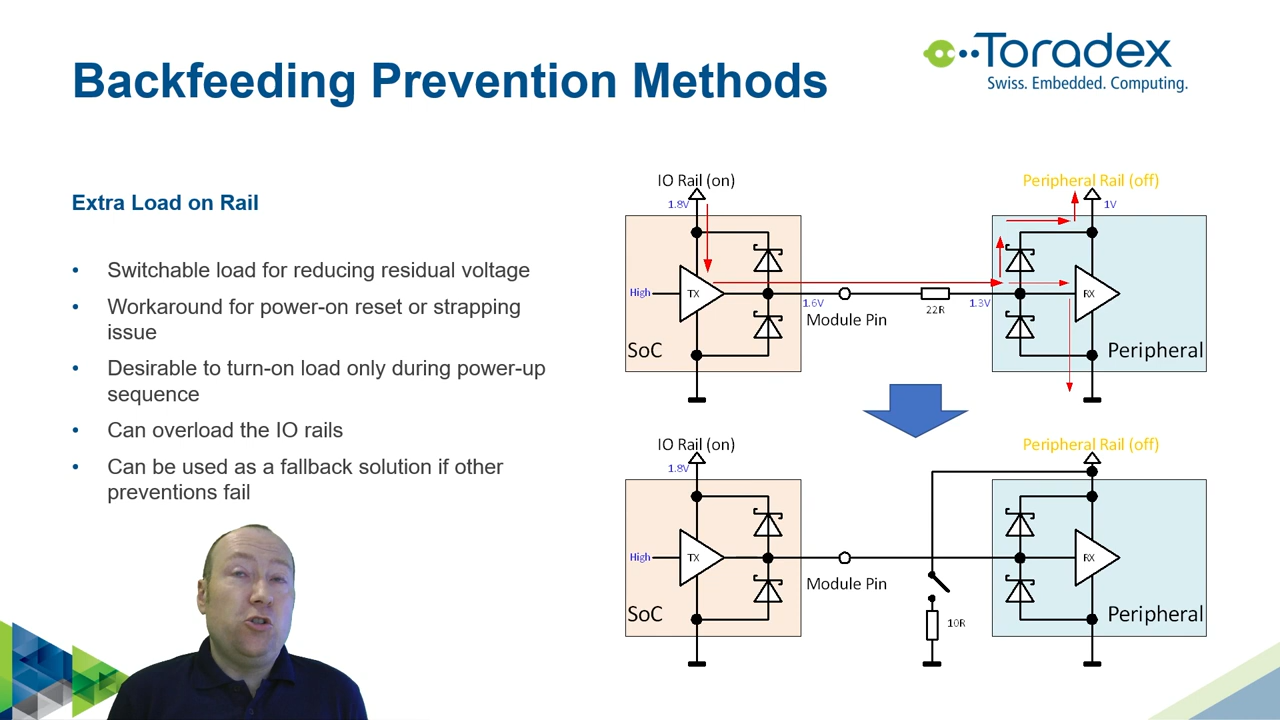 Backfeeding Prevention Methods
Toradex
Swiss. Embedded. Computing.
Extra Load on Rail
• Switchable load for reducing residual voltage
• Workaround for power-on reset or strapping
issue
• Desirable to turn-on load only during power-up
sequence
• Can overload the IO rails
• Can be used as a fallback solution if other
preventions fail
IO Rail (on)
Peripheral Rail (off)
1.8V
1V
High
TX
RX
1.6V
1.3V
Module Pin
22R
SoC
Peripheral
IO Rail (on)
Peripheral Rail (off)
1.8V
High
TX
RX
Module Pin
SoC
10R
Peripheral